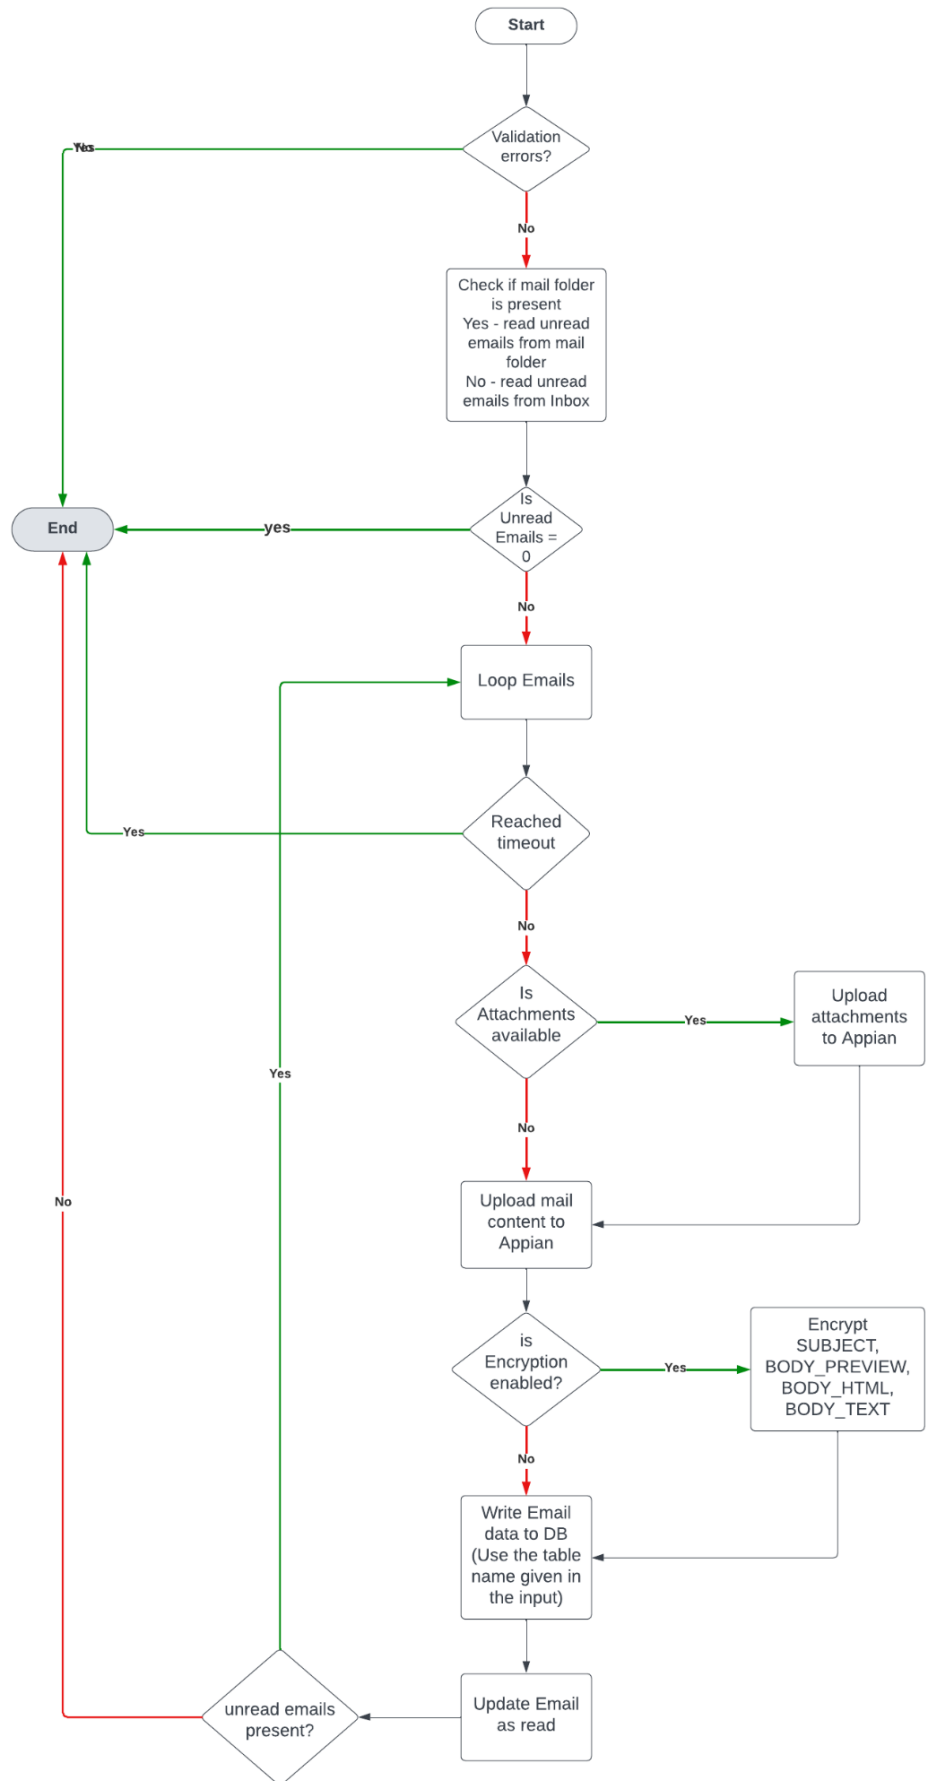 Start
Validation
errors?
No
Check if mail folder
is present
Yes - read unread
emails from mail
folder
No - read unread
emails from Inbox
End
yes
Is
Unread
Emails =
0
No
Loop Emails
Reached
timeout
Yes
No
Is
Attachments
available
Yes
Upload
attachments
to Appian
Yes
No
Upload mail
content to
Appian
No
is
Encryption
enabled?
Yes
Encrypt
SUBJECT,
BODY_PREVIEW,
BODY_HTML,
BODY_TEXT
No
Write Email
data to DB
(Use the table
name given in
the input)
Update Email
as read
unread emails
present?